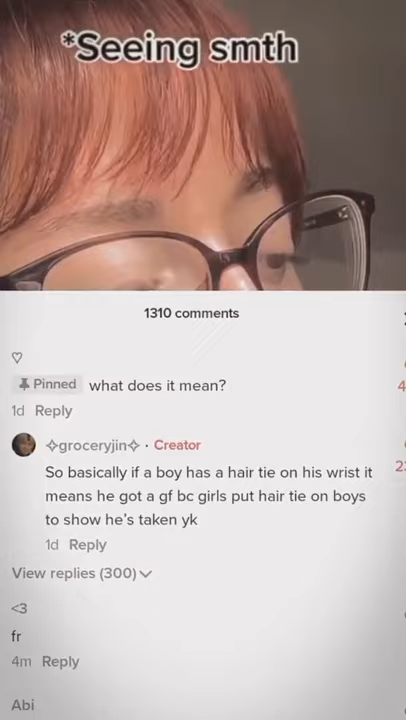 *Seeing smth
1310 comments
♡
Pinned what does it mean?
1d Reply
✧groceryjin✧ · Creator
So basically if a boy has a hair tie on his wrist it
means he got a gf bc girls put hair tie on boys
to show he's taken yk
1d Reply
View replies (300)
<3
fr
4m Reply
Abi